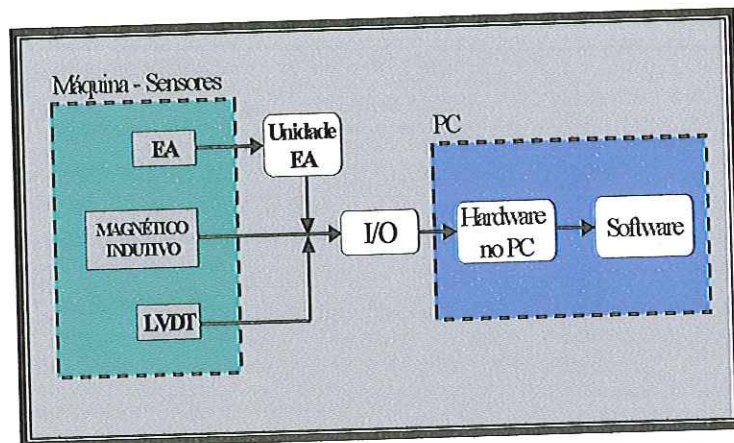 Máquina - Sensores
EA
Unidade
EA
MAGNÉTICO
INDUTIVO
LVDT
I/O
PC
Hardware
no PC
Software